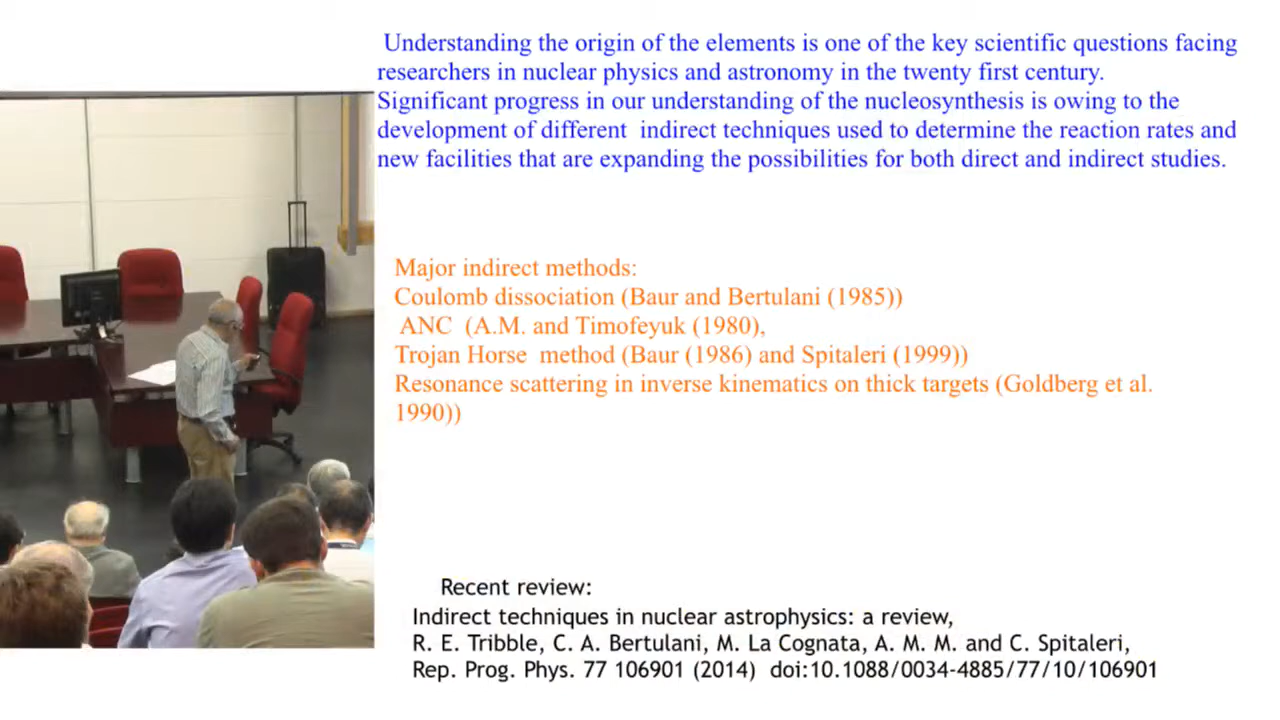 Understanding the origin of the elements is one of the key scientific questions facing
researchers in nuclear physics and astronomy in the twenty first century.
Significant progress in our understanding of the nucleosynthesis is owing to the
development of different indirect techniques used to determine the reaction rates and
new facilities that are expanding the possibilities for both direct and indirect studies.
Major indirect methods:
Coulomb dissociation (Baur and Bertulani (1985))
ANC (A.M. and Timofeyuk (1980),
Trojan Horse method (Baur (1986) and Spitaleri (1999))
Resonance scattering in inverse kinematics on thick targets (Goldberg et al.
1990))
Recent review:
Indirect techniques in nuclear astrophysics: a review,
R. E. Tribble, C. A. Bertulani, M. La Cognata, A. M. M. and C. Spitaleri,
Rep. Prog. Phys. 77 106901 (2014) doi:10.1088/0034-4885/77/10/106901